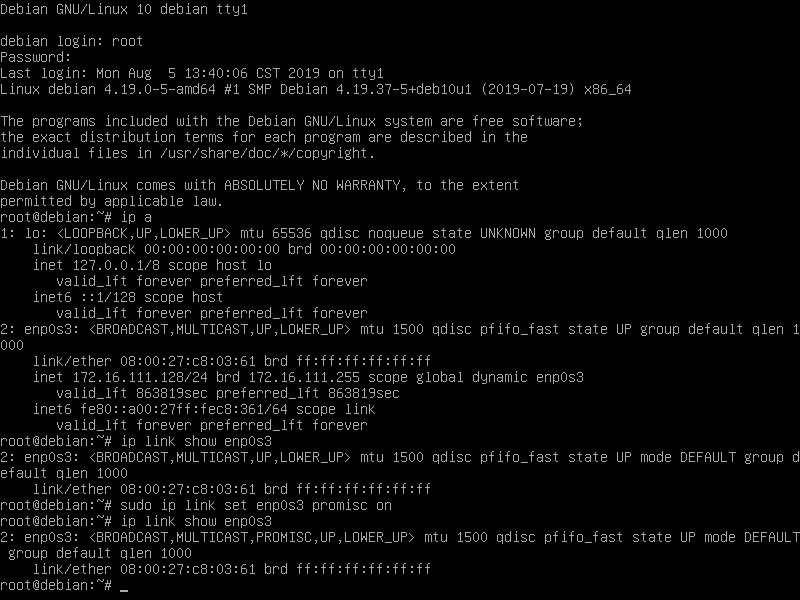 Debian GNU/Linux 10 debian tty1
debian login: root
Password:
Last login: Mon Aug  5 13:40:06 CST 2019 on tty1
Linux debian 4.19.0-5-amd64 #1 SMP Debian 4.19.37-5+deb10u1 (2019-07-19) x86_64
The programs included with the Debian GNU/Linux system are free software;
the exact distribution terms for each program are described in the
individual files in /usr/share/doc/*/copyright.
Debian GNU/Linux comes with ABSOLUTELY NO WARRANTY, to the extent
permitted by applicable law.
root@debian:~# ip a
1: lo: <LOOPBACK,UP,LOWER_UP> mtu 65536 qdisc noqueue state UNKNOWN group default qlen 1000
    link/loopback 00:00:00:00:00:00 brd 00:00:00:00:00:00
    inet 127.0.0.1/8 scope host lo
       valid_lft forever preferred_lft forever
    inet6 ::1/128 scope host
       valid_lft forever preferred_lft forever
2: enp0s3: <BROADCAST,MULTICAST,UP,LOWER_UP> mtu 1500 qdisc pfifo_fast state UP group default qlen 1
000
    link/ether 08:00:27:c8:03:61 brd ff:ff:ff:ff:ff:ff
    inet 172.16.111.128/24 brd 172.16.111.255 scope global dynamic enp0s3
       valid_lft 863819sec preferred_lft 863819sec
    inet6 fe80::a00:27ff:fec8:361/64 scope link
       valid_lft forever preferred_lft forever
root@debian:~# ip link show enp0s3
2: enp0s3: <BROADCAST,MULTICAST,UP,LOWER_UP> mtu 1500 qdisc pfifo_fast state UP mode DEFAULT group d
efault qlen 1000
    link/ether 08:00:27:c8:03:61 brd ff:ff:ff:ff:ff:ff
root@debian:~# sudo ip link set enp0s3 promisc on
root@debian:~# ip link show enp0s3
2: enp0s3: <BROADCAST,MULTICAST,PROMISC,UP,LOWER_UP> mtu 1500 qdisc pfifo_fast state UP mode DEFAULT
 group default qlen 1000
    link/ether 08:00:27:c8:03:61 brd ff:ff:ff:ff:ff:ff
root@debian:~# _